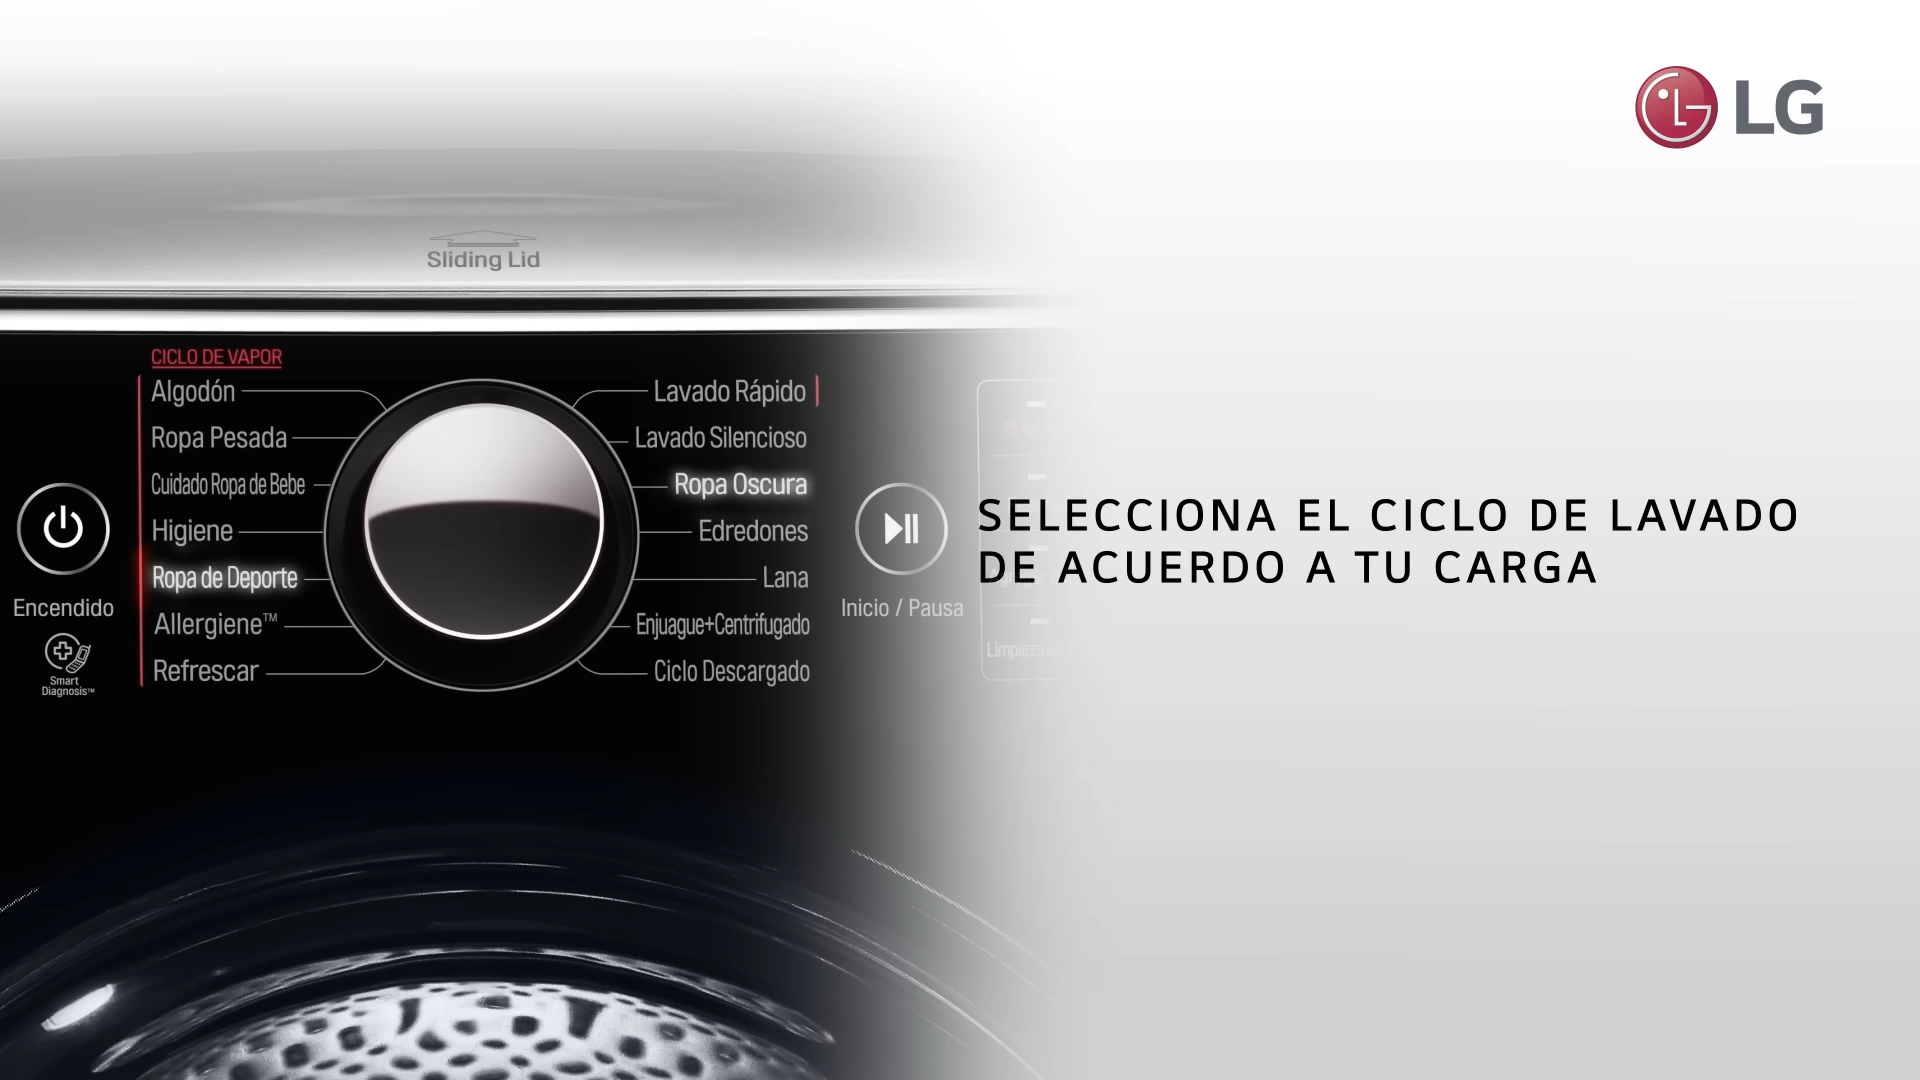 LG
Sliding Lid
CICLO DE VAPOR
Algodón
Ropa Pesada
Cuidado Ropa de Bebe
Higiene
Ropa de Deporte
Allergiene™
Refrescar
Lavado Rápido
Lavado Silencioso
Ropa Oscura
Edredones
Lana
Enjuague+Centrifugado
Ciclo Descargado
Encendido
Smart
Diagnosis™
Inicio / Pausa
Limpieza
SELECCIONA EL CICLO DE LAVADO
DE ACUERDO A TU CARGA